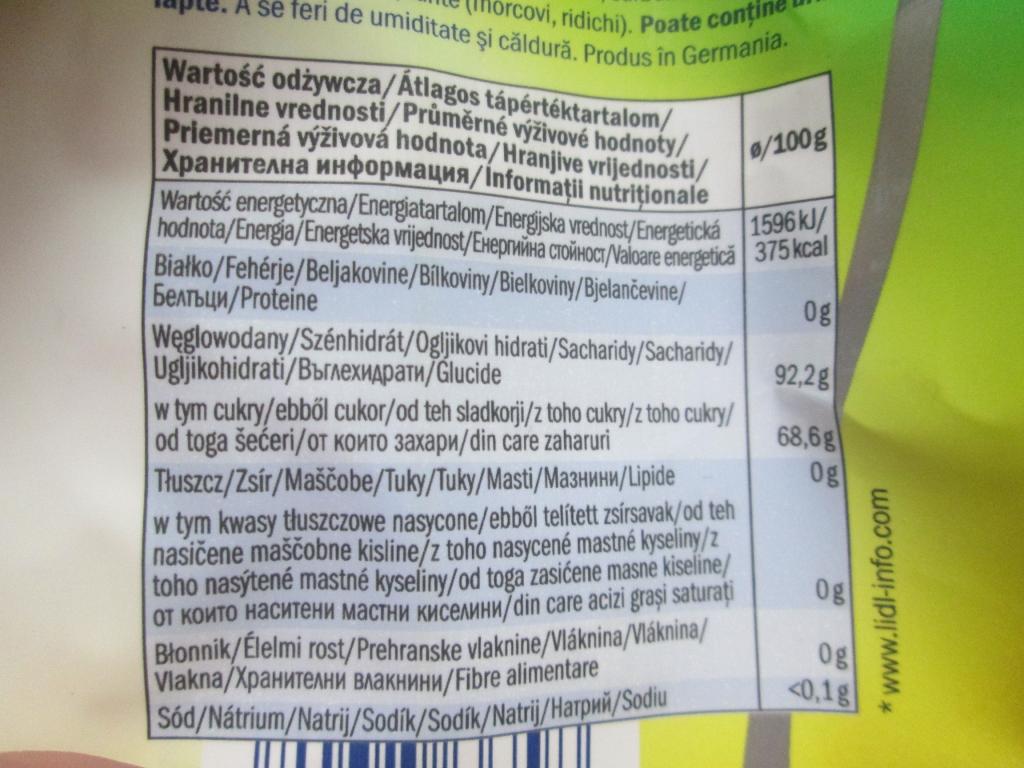 (morcovi, ridichi). Poate conține
lapte. A se feri de umiditate şi căldură. Produs în Germania.
Wartość odżywcza/Átlagos tápértéktartalom/
Hranilne vrednosti/Průměrné výživové hodnoty/
Priemerná výživová hodnota/Hranjive vrijednosti/
Хранителна информация/Informații nutriționale
ø/100g
Wartość energetyczna/Energiatartalom/Energijska vrednost/Energetická
hodnota/Energia/Energetska vrijednost/Енергийна стойност/Valoare energetică
1596 kJ/
375 kcal
Białko/Fehérje/Beljakovine/Bílkoviny/Bielkoviny/Bjelančevine/
Белтъци/Proteine
0g
Węglowodany/Szénhidrát/Ogljikovi hidrati/Sacharidy/Sacharidy/
Ugljikohidrati/Въглехидрати/Glucide
92,2g
w tym cukry/ebből cukor/od teh sladkorji/z toho cukry/z toho cukry/
od toga šećeri/от които захари/din care zaharuri
68,6g
Tłuszcz/Zsír/Maščobe/Tuky/Tuky/Masti/Мазнини/Lipide
0g
w tym kwasy tłuszczowe nasycone/ebből telített zsírsavak/od teh
nasičene maščobne kisline/z toho nasycené mastné kyseliny/z
toho nasýtené mastné kyseliny/od toga zasićene masne kiseline/
от които наситени мастни киселини/din care acizi grași saturați
0g
Błonnik/Élelmi rost/Prehranske vlaknine/Vláknina/Vláknina/
Vlakna/Хранителни влакнини/Fibre alimentare
0g
Sód/Nátrium/Natrij/Sodík/Sodík/Natrij/Натрий/Sodiu
<0,1g
* www.lidl-info.com